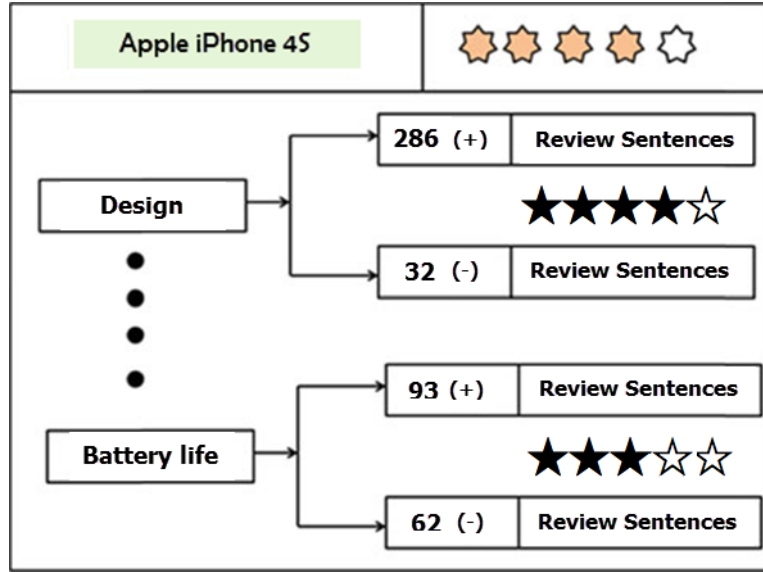 Apple iPhone 4S
286 (+) Review Sentences
Design
32 (-) Review Sentences
93 (+) Review Sentences
Battery life
62 (-) Review Sentences